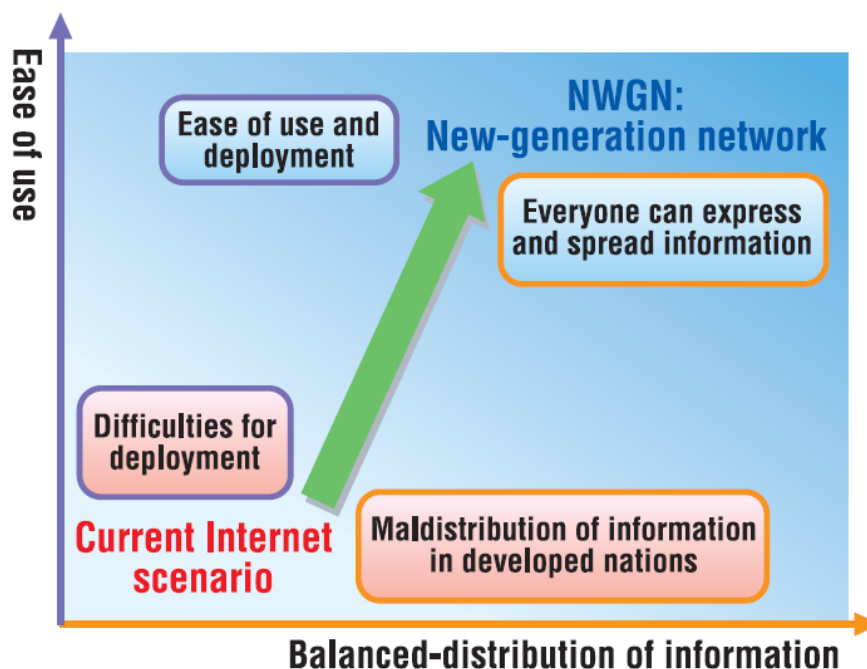 Ease of use
Ease of use and
deployment
NWGN:
New-generation network
Everyone can express
and spread information
Difficulties for
deployment
Current Internet
scenario
Maldistribution of information
in developed nations
Balanced-distribution of information